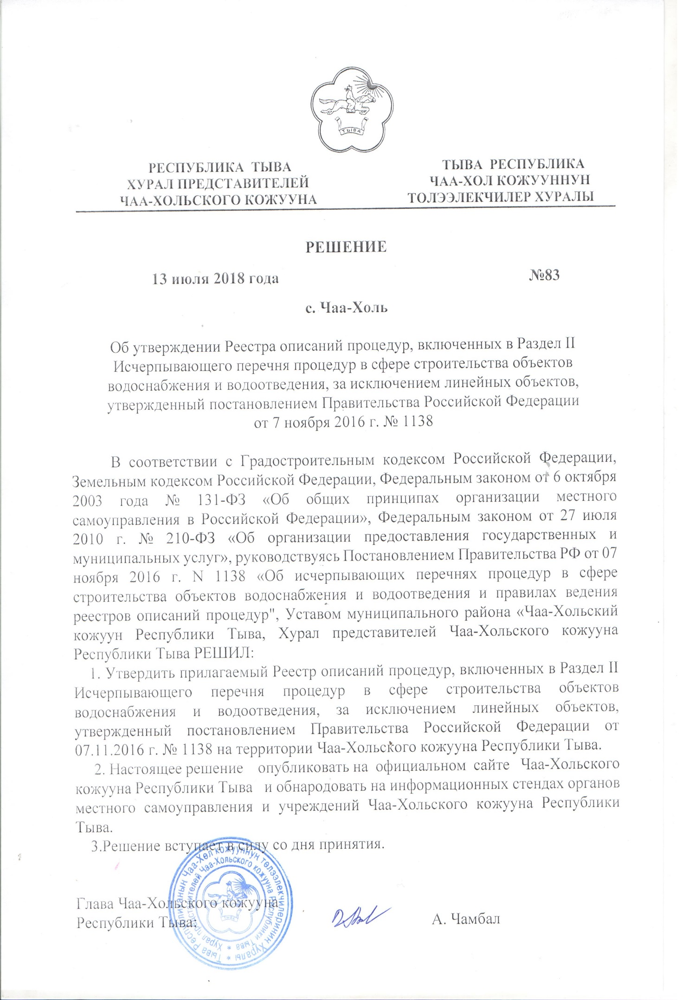 ТЫВА
РЕСПУБЛИКА ТЫВА
ХУРАЛ ПРЕДСТАВИТЕЛЕЙ
ЧАА-ХОЛЬСКОГО КОЖУУНА
ТЫВА РЕСПУБЛИКА
ЧАА-ХОЛ КОЖУУННУН
ТОЛЭЭЛЕКЧИЛЕР ХУРАЛЫ
РЕШЕНИЕ
13 июля 2018 года №83
с. Чаа-Холь
Об утверждении Реестра описаний процедур, включенных в Раздел II
Исчерпывающего перечня процедур в сфере строительства объектов
водоснабжения и водоотведения, за исключением линейных объектов,
утвержденный постановлением Правительства Российской Федерации
от 7 ноября 2016 г. № 1138
В соответствии с Градостроительным кодексом Российской Федерации,
Земельным кодексом Российской Федерации, Федеральным законом от 6 октября
2003 года № 131-ФЗ «Об общих принципах организации местного
самоуправления в Российской Федерации», Федеральным законом от 27 июля
2010 г. № 210-ФЗ «Об организации предоставления государственных и
муниципальных услуг», руководствуясь Постановлением Правительства РФ от 07
ноября 2016 г. N 1138 «Об исчерпывающих перечнях процедур в сфере
строительства объектов водоснабжения и водоотведения и правилах ведения
реестров описаний процедур", Уставом муниципального района «Чаа-Хольский
кожуун Республики Тыва, Хурал представителей Чаа-Хольского кожууна
Республики Тыва РЕШИЛ:
1. Утвердить прилагаемый Реестр описаний процедур, включенных в Раздел II
Исчерпывающего перечня процедур в сфере строительства объектов
водоснабжения и водоотведения, за исключением линейных объектов,
утвержденный постановлением Правительства Российской Федерации от
07.11.2016 г. № 1138 на территории Чаа-Хольского кожууна Республики Тыва.
2. Настоящее решение опубликовать на официальном сайте Чаа-Хольского
кожууна Республики Тыва и обнародовать на информационных стендах органов
местного самоуправления и учреждений Чаа-Хольского кожууна Республики
Тыва.
3.Решение вступает в силу со дня принятия.
Глава Чаа-Хольского кожууна
Республики Тыва: А. Чамбал
Тыва Республиканын Чаа-Хөл кожууннун төлээлекчилеринин Хуралы *
Хурал представителей Чаа-Хольского кожууна Республики Тыва *
ТЫВА